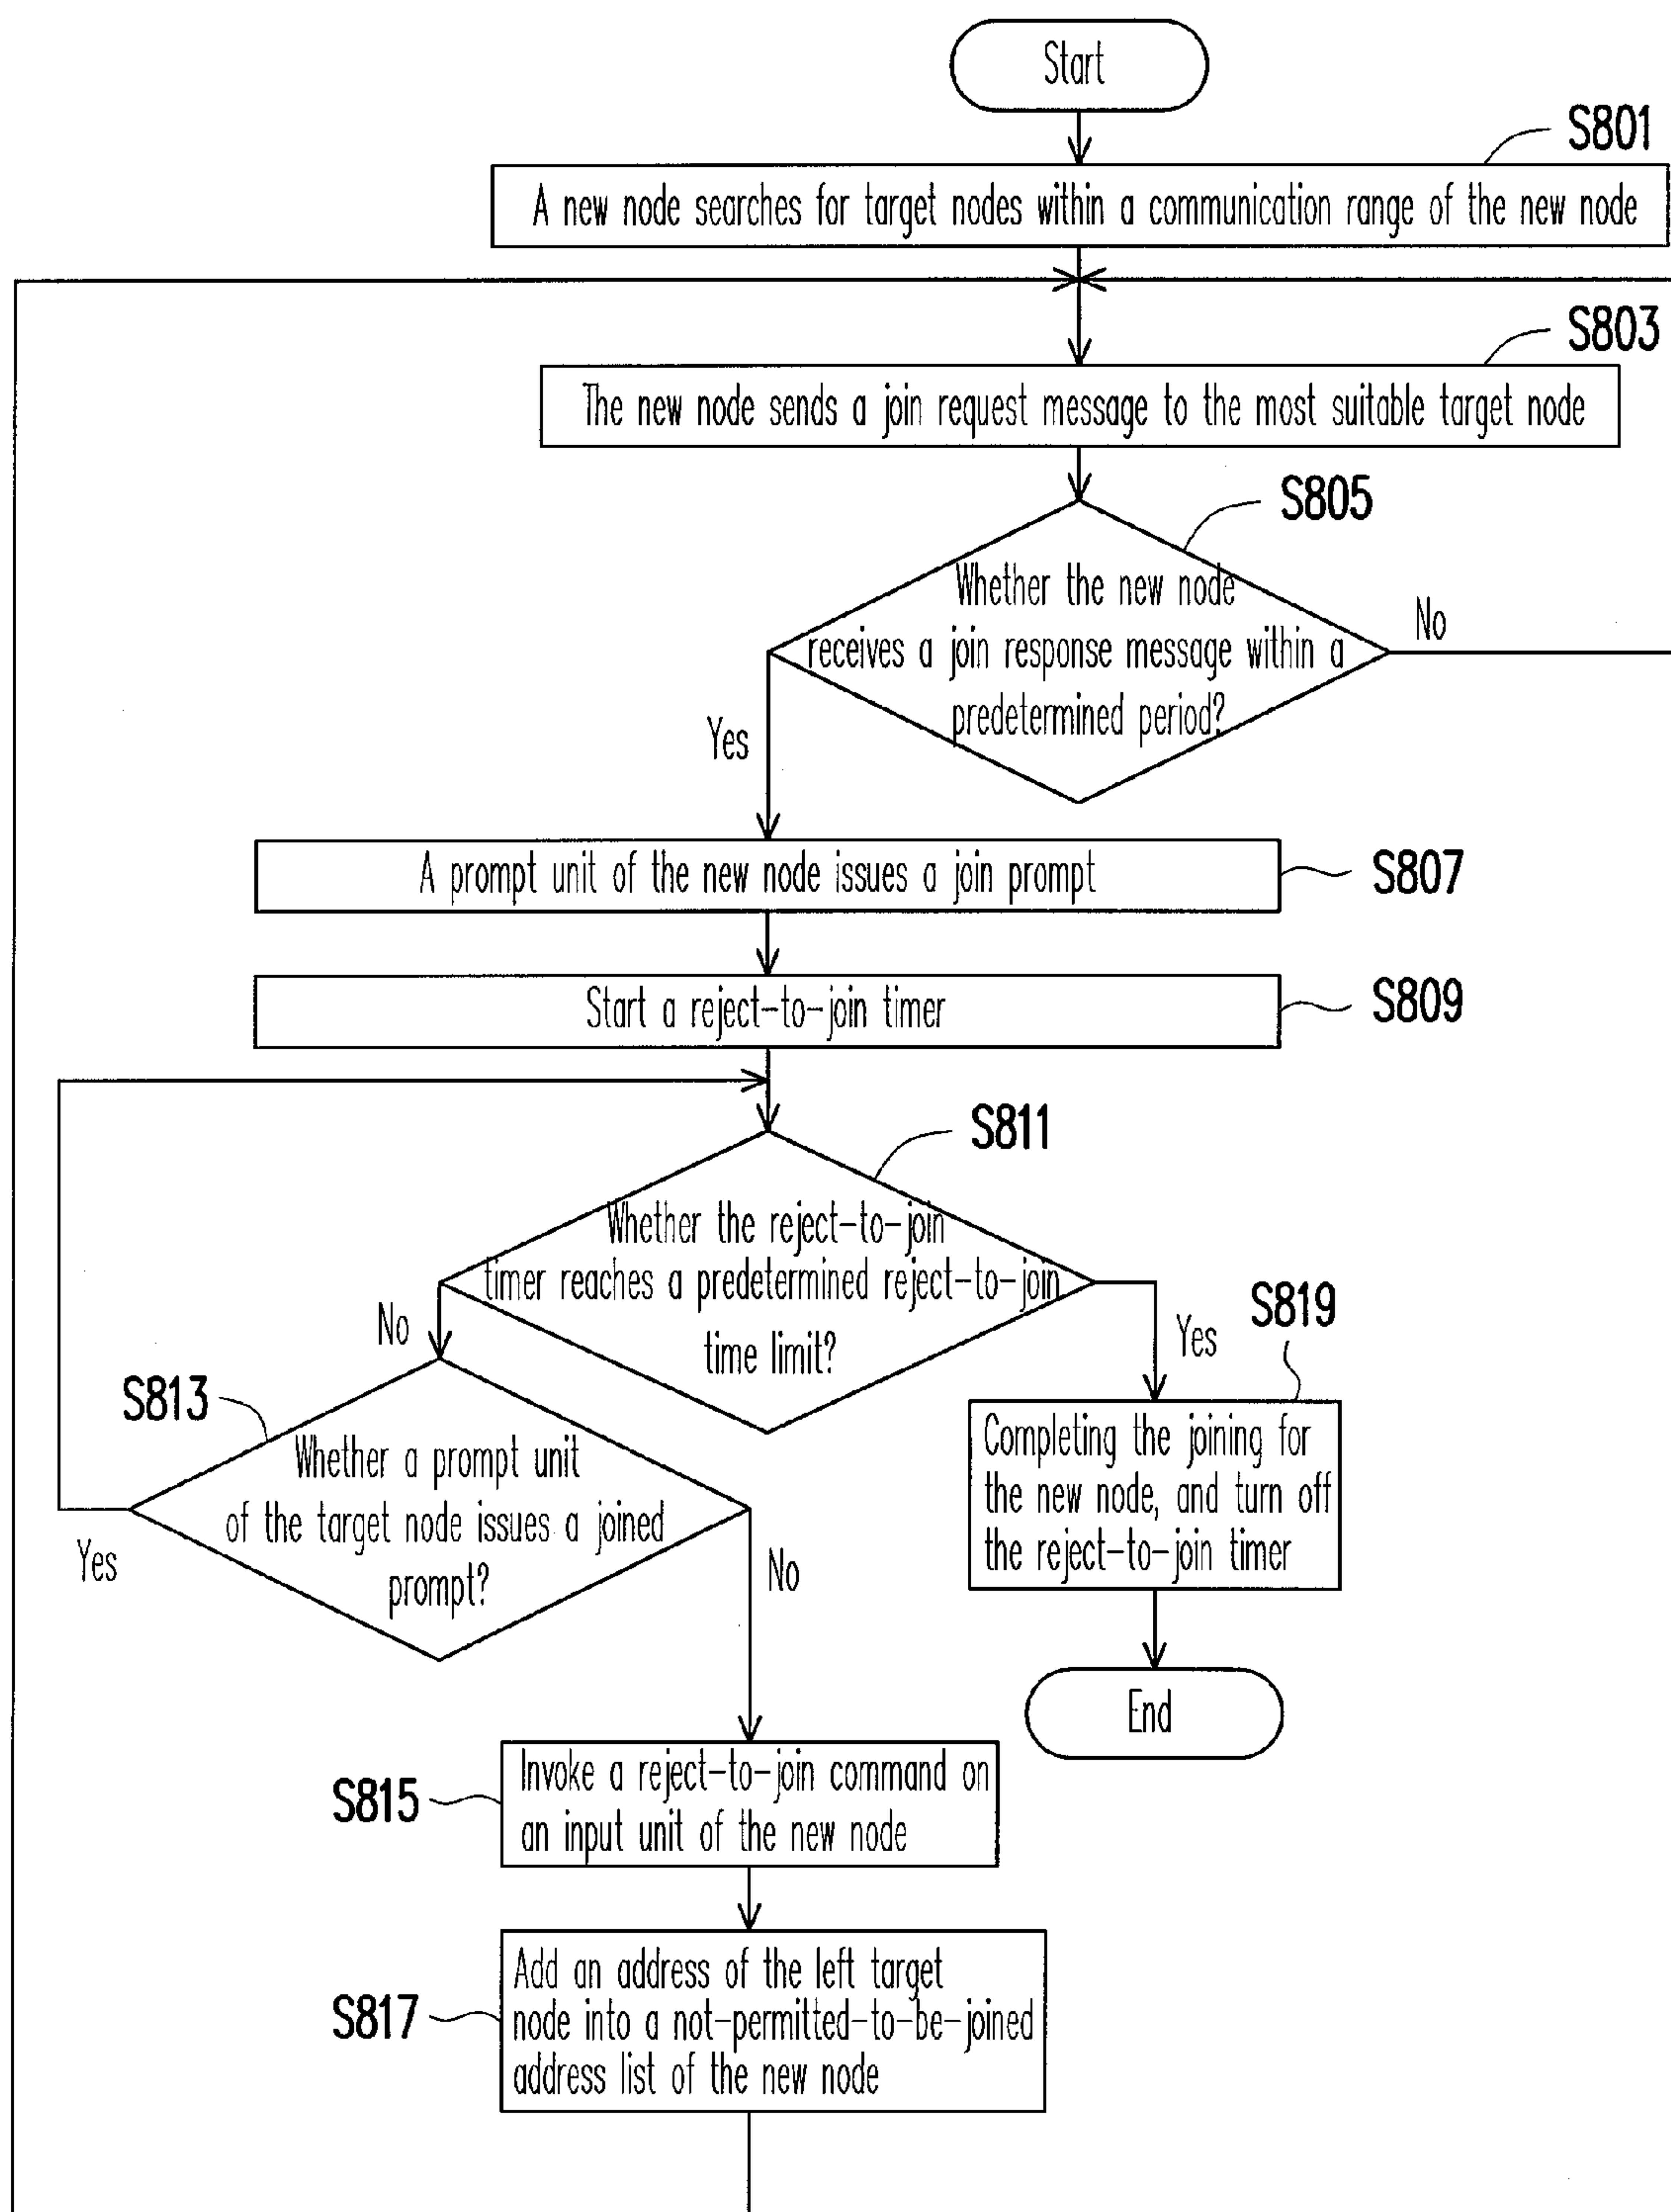 Start
S801
A new node searches for target nodes within a communication range of the new node
S803
The new node sends a join request message to the most suitable target node
S805
Whether the new node
receives a join response message within a
predetermined period?
No
Yes
A prompt unit of the new node issues a join prompt
S807
Start a reject-to-join timer
S809
S811
Whether the reject-to-join
timer reaches a predetermined reject-to-join
time limit?
No
Yes
S819
S813
Whether a prompt unit
of the target node issues a joined
prompt?
Yes
No
Completing the joining for
the new node, and turn off
the reject-to-join timer
End
S815
Invoke a reject-to-join command on
an input unit of the new node
S817
Add an address of the left target
node into a not-permitted-to-be-joined
address list of the new node